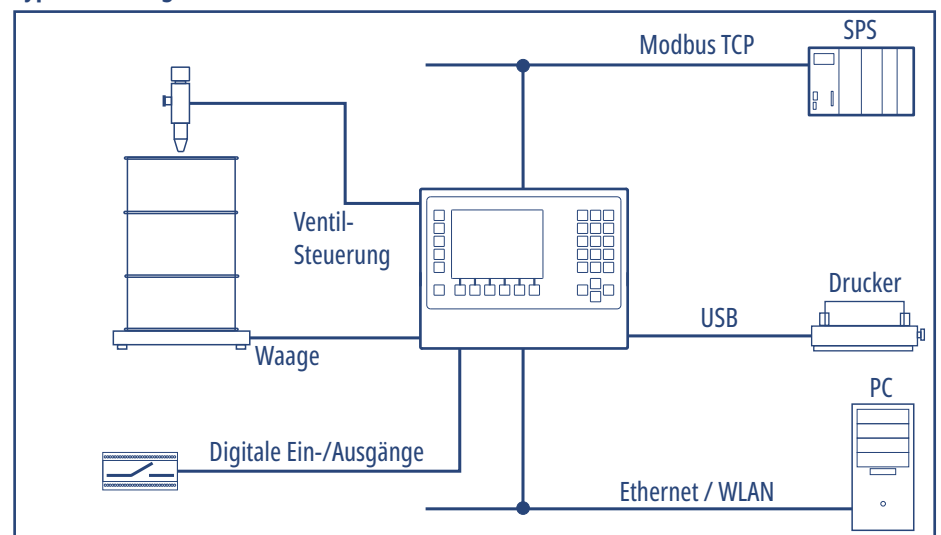 SPS
Modbus TCP
Ventil-
Steuerung
Drucker
USB
Waage
PC
Digitale Ein-/Ausgänge
Ethernet / WLAN